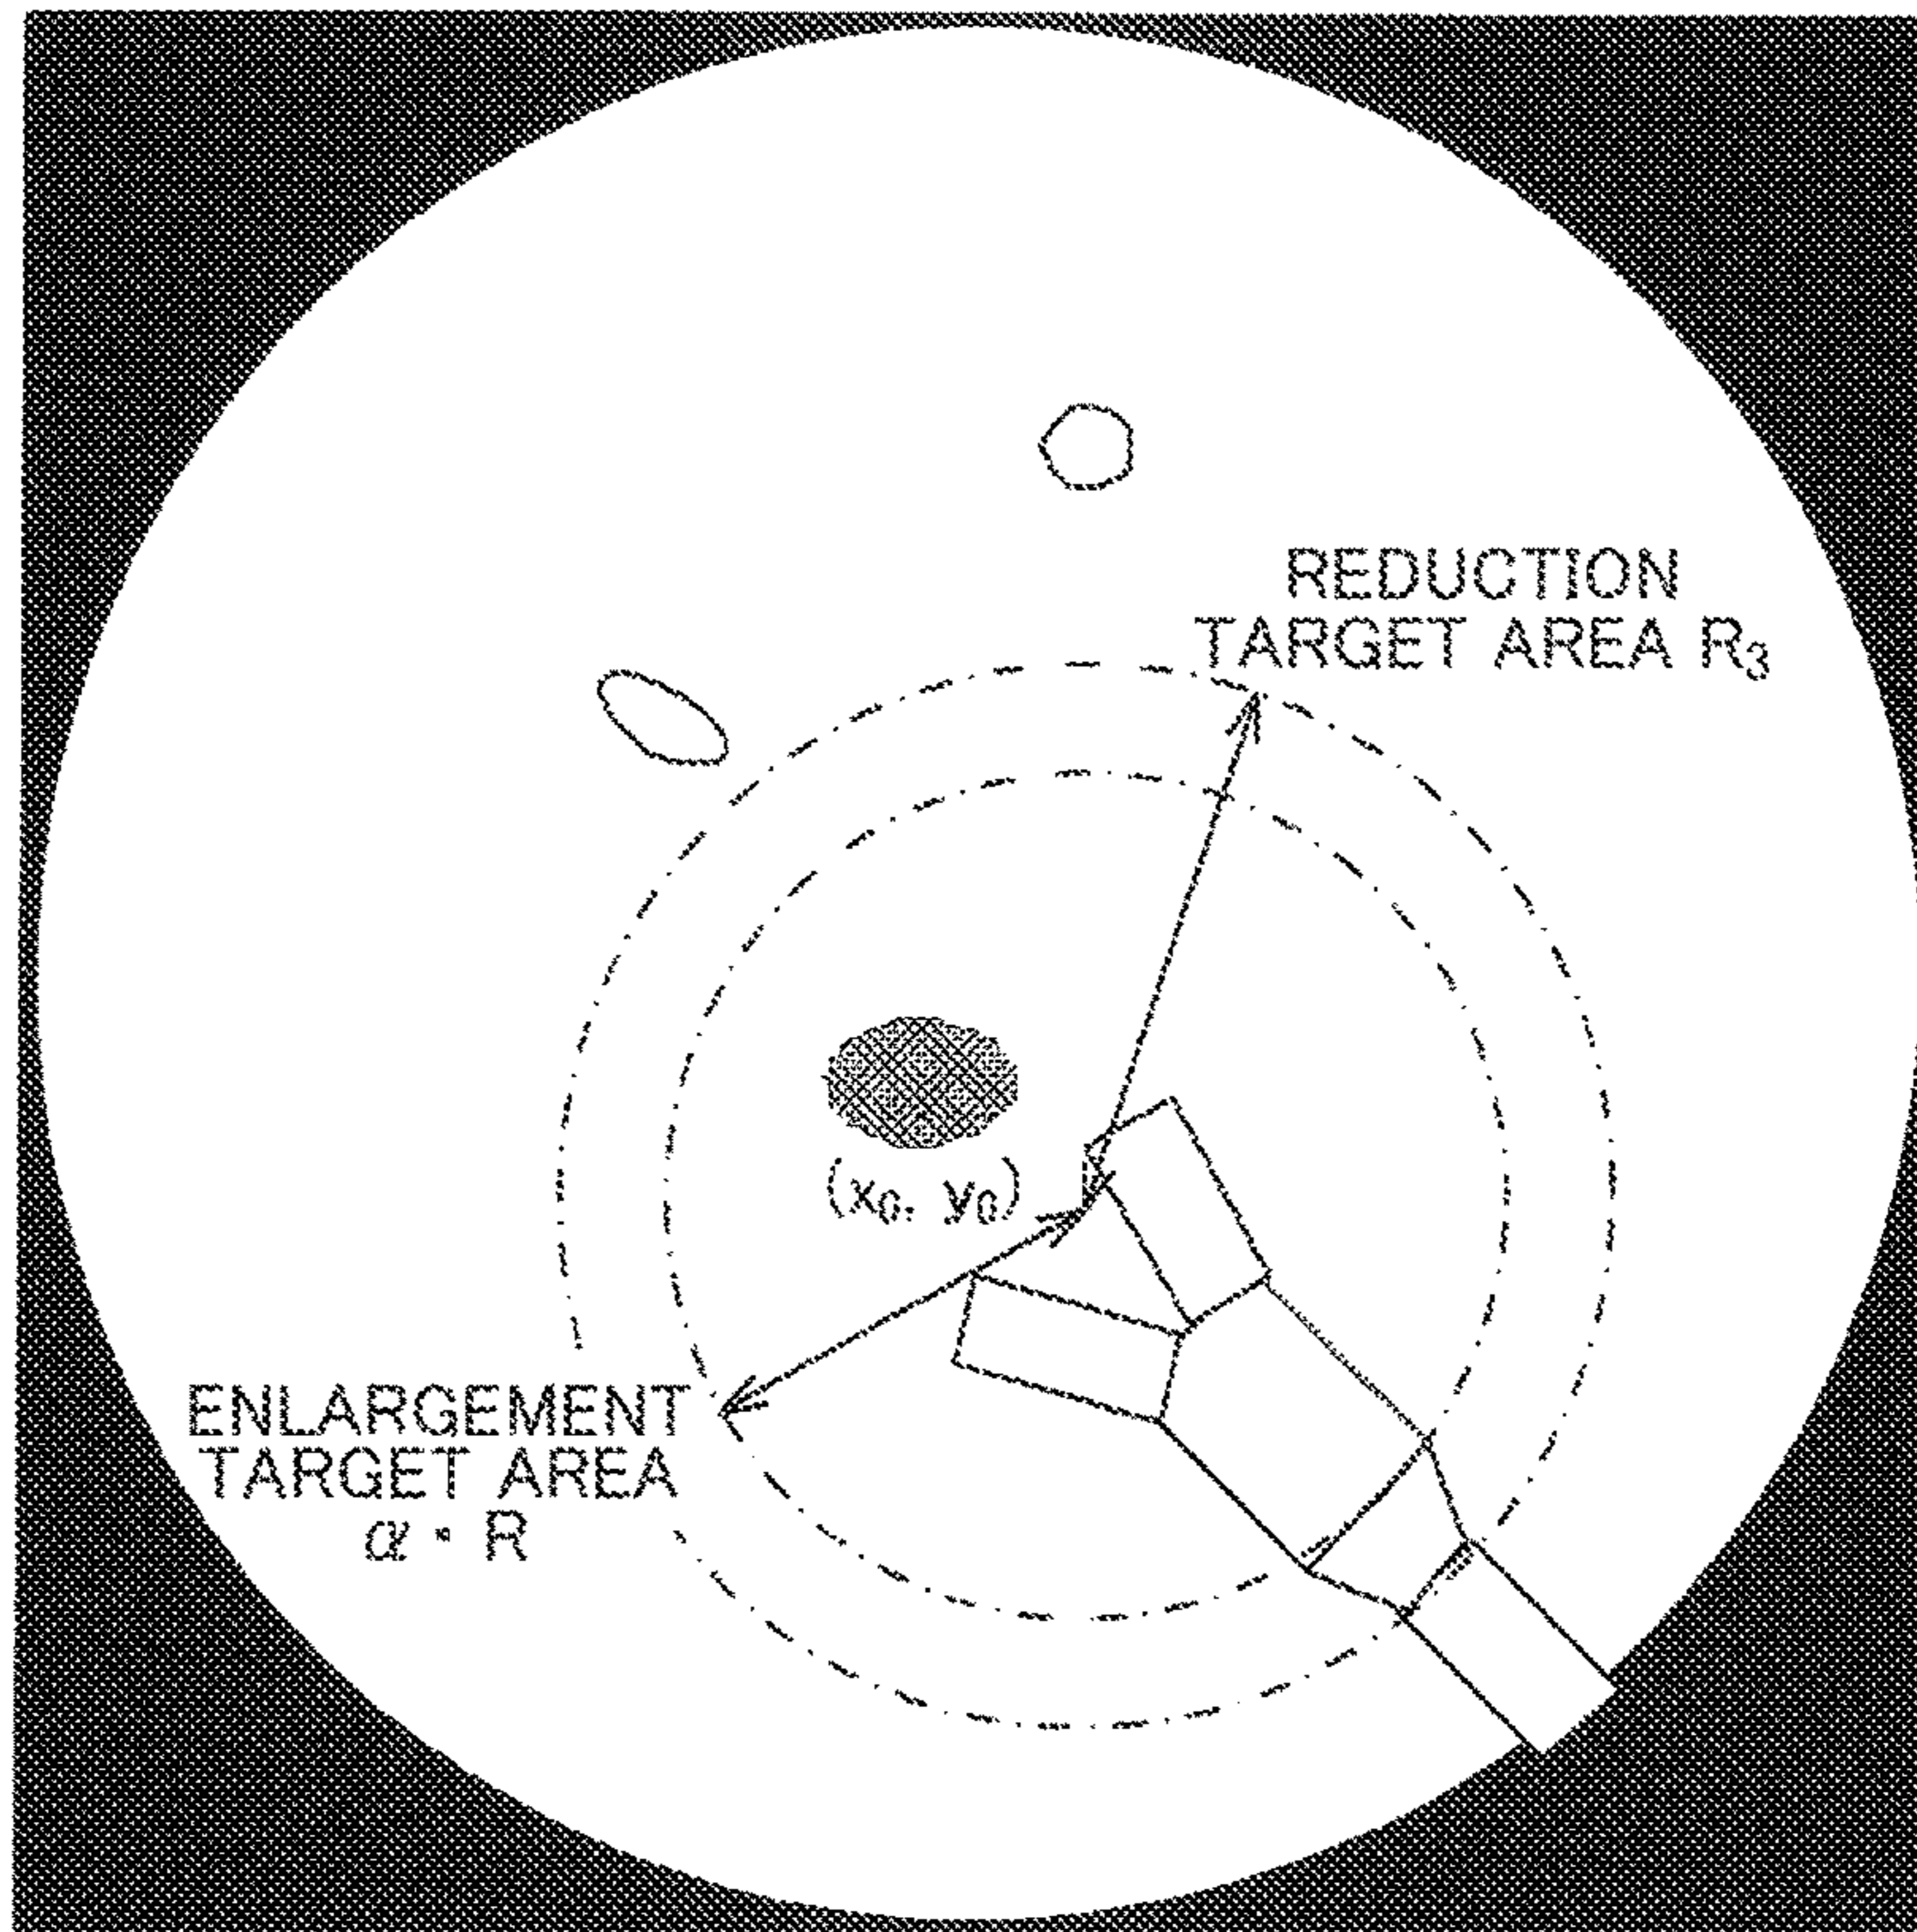 REDUCTION
TARGET AREA R₃
(x₀, y₀)
ENLARGEMENT
TARGET AREA
α・R